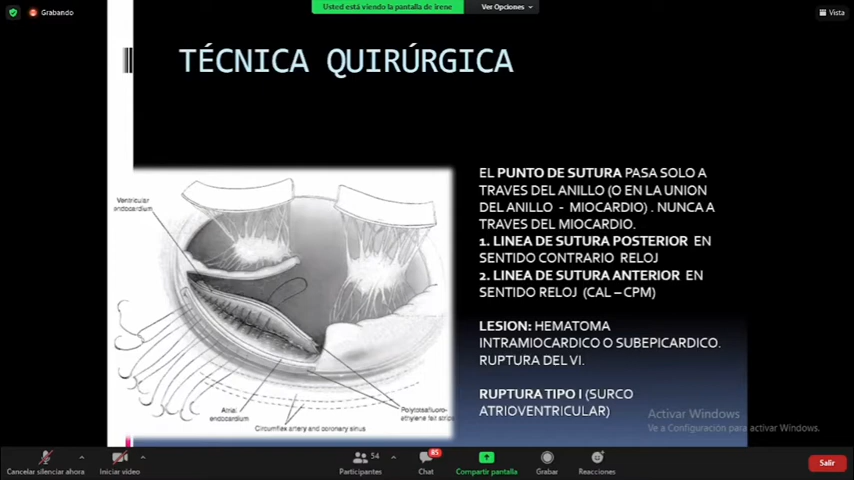 Grabando
Usted está viendo la pantalla de irene
Ver Opciones
Vista
TÉCNICA QUIRÚRGICA
Ventricular
endocardium
Atrial
endocardium
Circumflex artery and coronary sinus
Polytetrafluoro-
ethylene felt strips
EL PUNTO DE SUTURA PASA SOLO A
TRAVES DEL ANILLO (O EN LA UNION
DEL ANILLO - MIOCARDIO) . NUNCA A
TRAVES DEL MIOCARDIO.
1. LINEA DE SUTURA POSTERIOR EN
SENTIDO CONTRARIO RELOJ
2. LINEA DE SUTURA ANTERIOR EN
SENTIDO RELOJ (CAL – CPM)
LESION: HEMATOMA
INTRAMIOCARDICO O SUBEPICARDICO.
RUPTURA DEL VI.
RUPTURA TIPO I (SURCO
ATRIOVENTRICULAR)
Activar Windows
Ve a Configuración para activar Windows.
Cancelar silenciar ahora
Iniciar video
54
Participantes
85
Chat
Compartir pantalla
Grabar
Reacciones
Salir